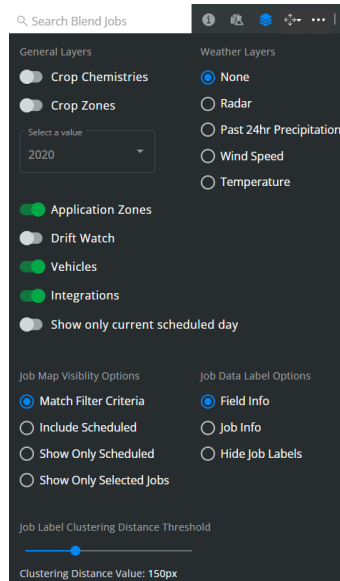 Search Blend Jobs
General Layers
Weather Layers
Crop Chemistries
None
Crop Zones
Radar
Select a value
2020
Past 24hr Precipitation
Wind Speed
Temperature
Application Zones
Drift Watch
Vehicles
Integrations
Show only current scheduled day
Job Map Visiblity Options
Job Data Label Options
Match Filter Criteria
Field Info
Include Scheduled
Job Info
Show Only Scheduled
Hide Job Labels
Show Only Selected Jobs
Job Label Clustering Distance Threshold
Clustering Distance Value: 150px